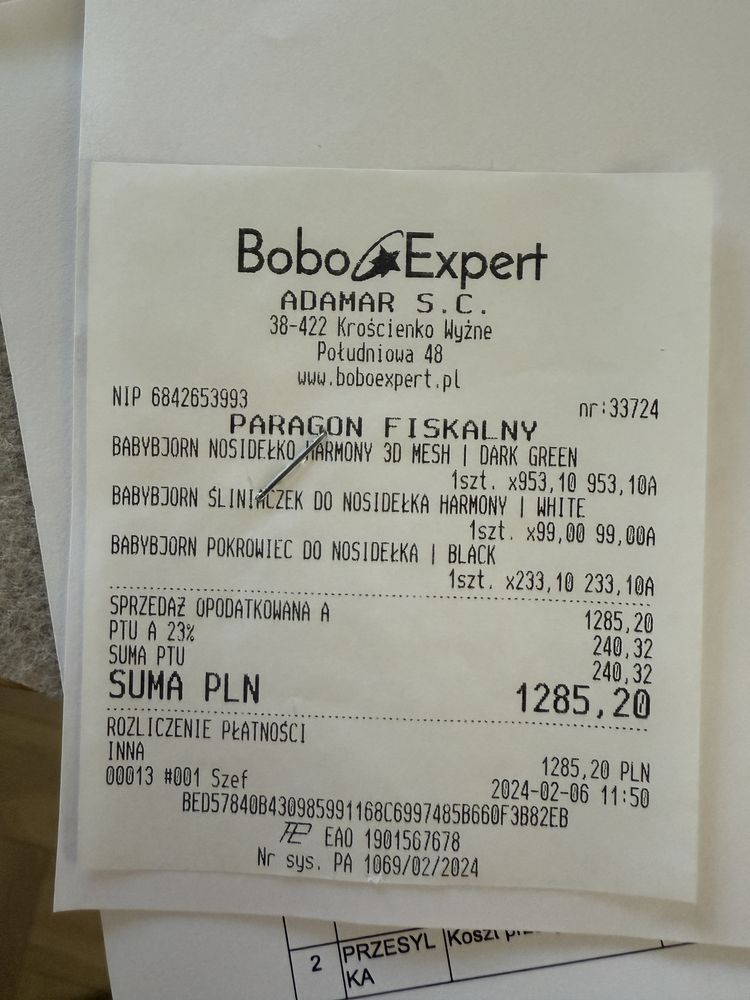 Bobo Expert
ADAMAR S.C.
38-422 Krościenko Wyżne
Południowa 48
www.boboexpert.pl
NIP 6842653993 nr:33724
PARAGON FISKALNY
BABYBJORN NOSIDEŁKO HARMONY 3D MESH | DARK GREEN
1szt. x953,10 953,10A
BABYBJORN ŚLINIACZEK DO NOSIDEŁKA HARMONY | WHITE
1szt. x99,00 99,00A
BABYBJORN POKROWIEC DO NOSIDEŁKA | BLACK
1szt. x233,10 233,10A
SPRZEDAŻ OPODATKOWANA A 1285,20
PTU A 23% 240,32
SUMA PTU 240,32
SUMA PLN 1285,20
ROZLICZENIE PŁATNOŚCI
INNA 1285,20 PLN
00013 #001 Szef 2024-02-06 11:50
BED57840B430985991168C6997485B660F3B82EB
EAO 1901567678
Nr sys. PA 1069/02/2024
2 PRZESYL Koszt
KA